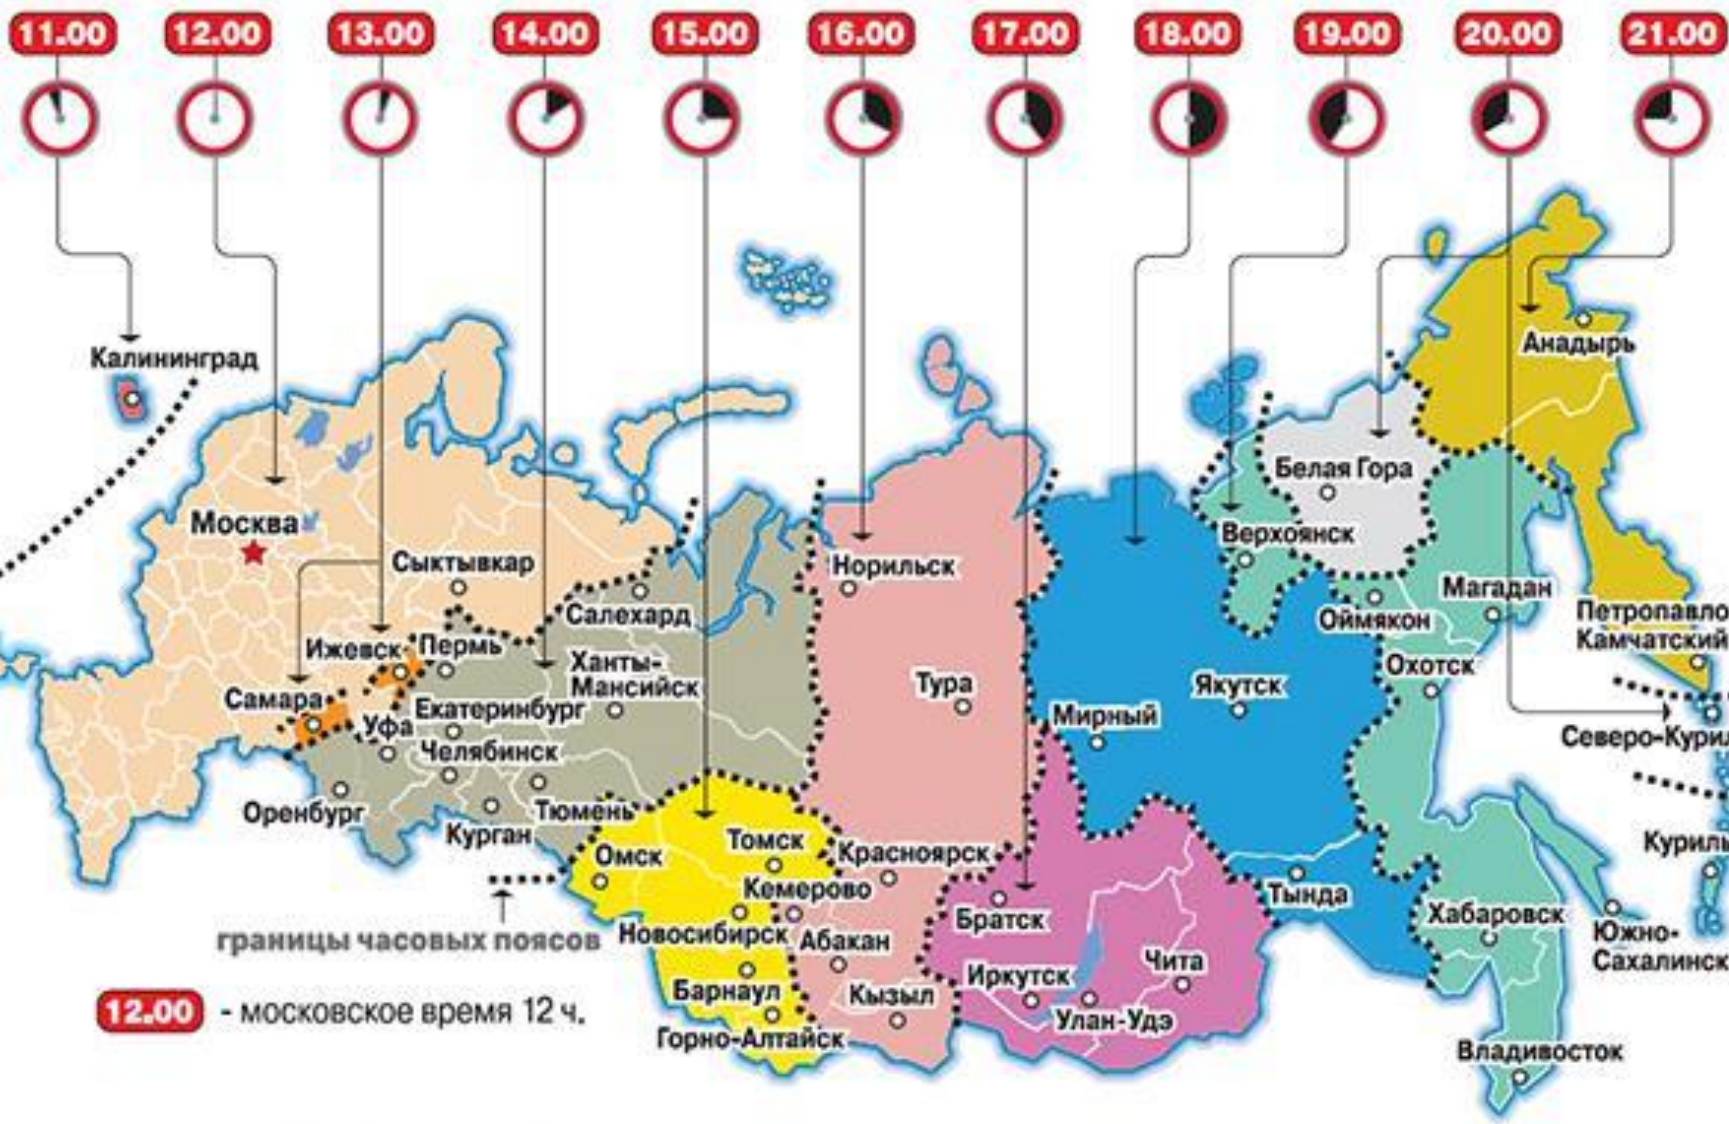 11.00 12.00 13.00 14.00 15.00 16.00 17.00 18.00 19.00 20.00 21.00
Калининград
Анадырь
Белая Гора
Москва
Верхоянск
Сыктывкар
Норильск
Салехард
Магадан
Оймякон
Петропавло
Камчатский
Ижевск
Пермь
Ханты-
Мансийск
Охотск
Тура
Якутск
Самара
Екатеринбург
Мирный
Уфа
Северо-Курил
Челябинск
Оренбург
Тюмень
Курган
Томск
Курилы
Омск
Красноярск
Кемерово
Тында
Братск
Хабаровск
границы часовых поясов
Новосибирск
Абакан
Южно-
Сахалинск
Чита
Иркутск
Барнаул
Кызыл
12.00 - московское время 12 ч.
Улан-Удэ
Горно-Алтайск
Владивосток